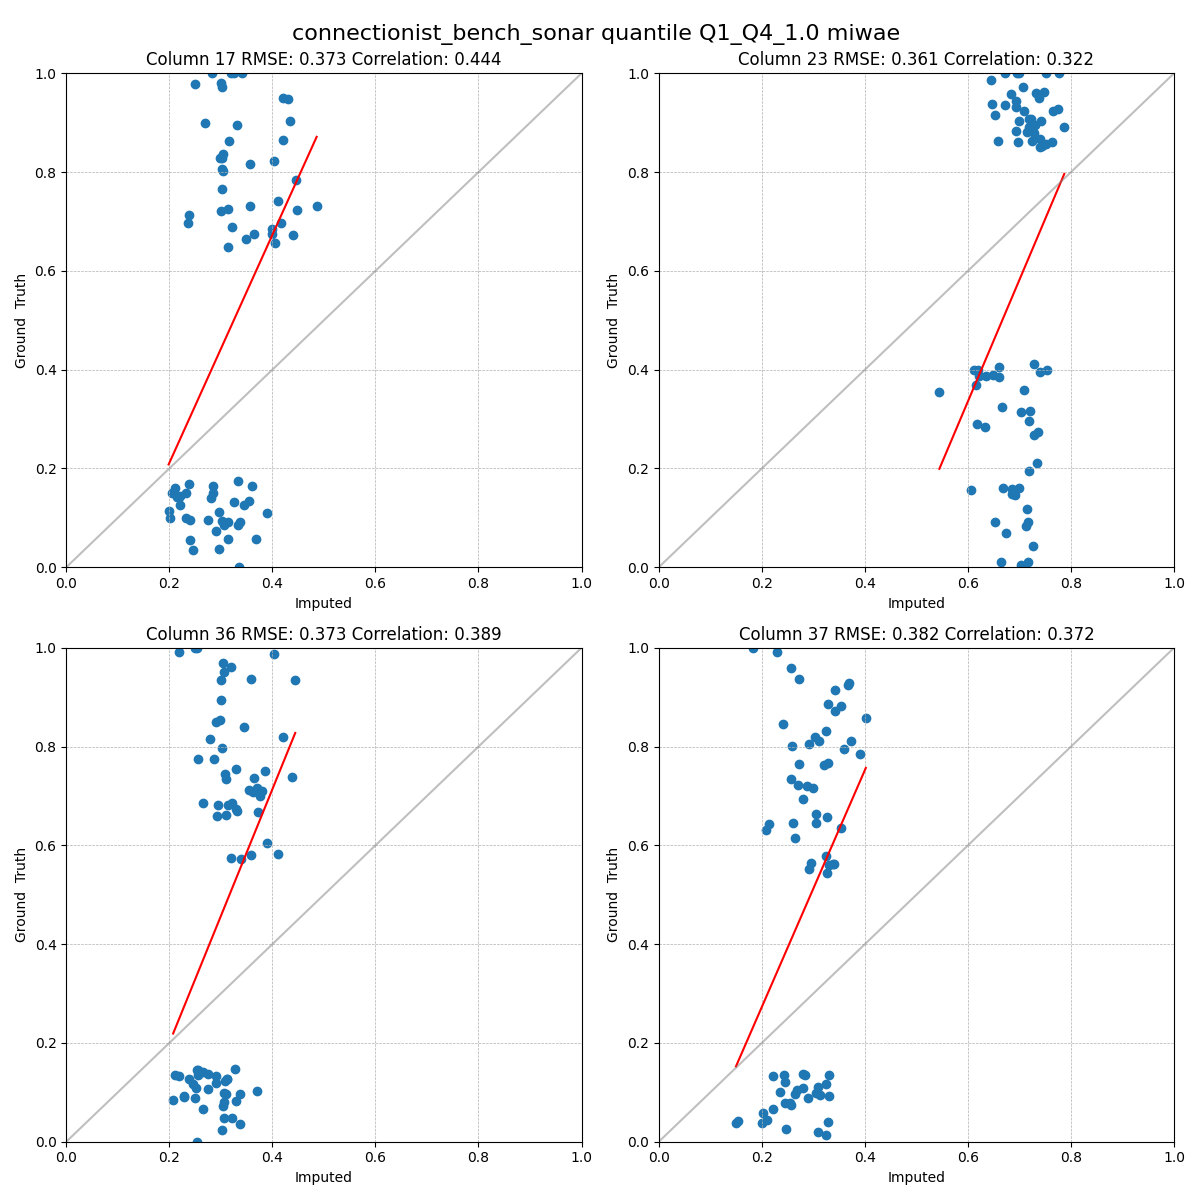 connectionist_bench_sonar quantile Q1_Q4_1.0 miwae
Column 17 RMSE: 0.373 Correlation: 0.444
1.0
0.8
0.6
0.4
0.2
0.0
Ground Truth
0.0 0.2 0.4 0.6 0.8 1.0
Imputed
Column 23 RMSE: 0.361 Correlation: 0.322
1.0
0.8
0.6
0.4
0.2
0.0
Ground Truth
0.0 0.2 0.4 0.6 0.8 1.0
Imputed
Column 36 RMSE: 0.373 Correlation: 0.389
1.0
0.8
0.6
0.4
0.2
0.0
Ground Truth
0.0 0.2 0.4 0.6 0.8 1.0
Imputed
Column 37 RMSE: 0.382 Correlation: 0.372
1.0
0.8
0.6
0.4
0.2
0.0
Ground Truth
0.0 0.2 0.4 0.6 0.8 1.0
Imputed